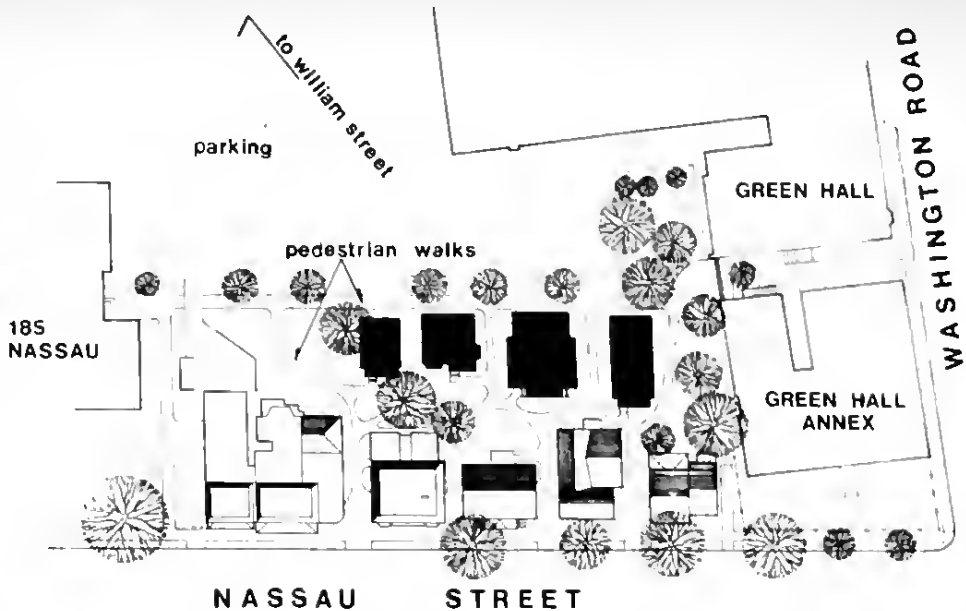 to william street
parking
WASHINGTON ROAD
GREEN HALL
pedestrian walks
185
NASSAU
GREEN HALL
ANNEX
NASSAU STREET